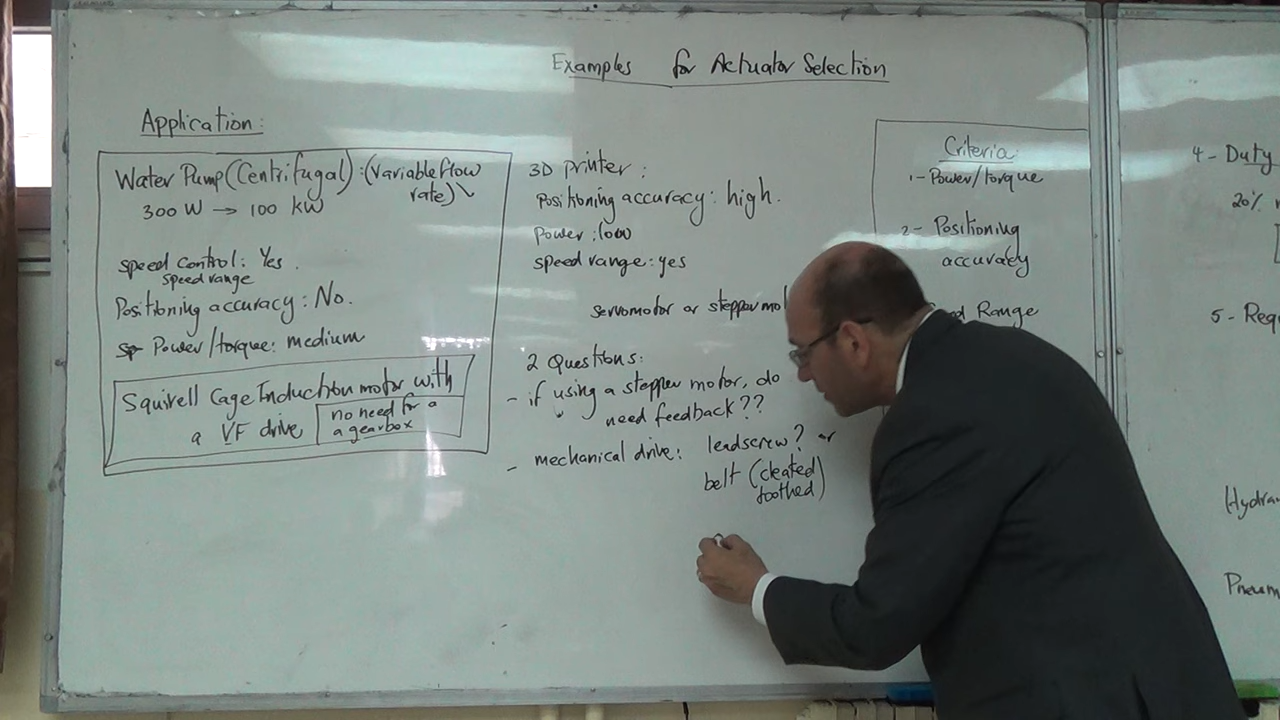 Examples for Actuator Selection
Application:
Water Pump (Centrifugal): (Variable flow
rate)
300 W → 100 kW
speed control: Yes.
speed range
Positioning accuracy: No.
Power/torque: medium
Squirell Cage Induction motor with
a VF drive
no need for a
a gearbox
3D Printer:
Positioning accuracy: high.
Power: low
speed range: yes
servomotor or stepper mot
2 Questions:
- if using a stepper motor, do
need feedback??
- mechanical drive: leadscrew? or
belt (cleated
toothed)
Criteria:
1- Power/torque
2- Positioning
accuracy
Range
4- Duty
20%
5- Req
Hydrau
Pneum